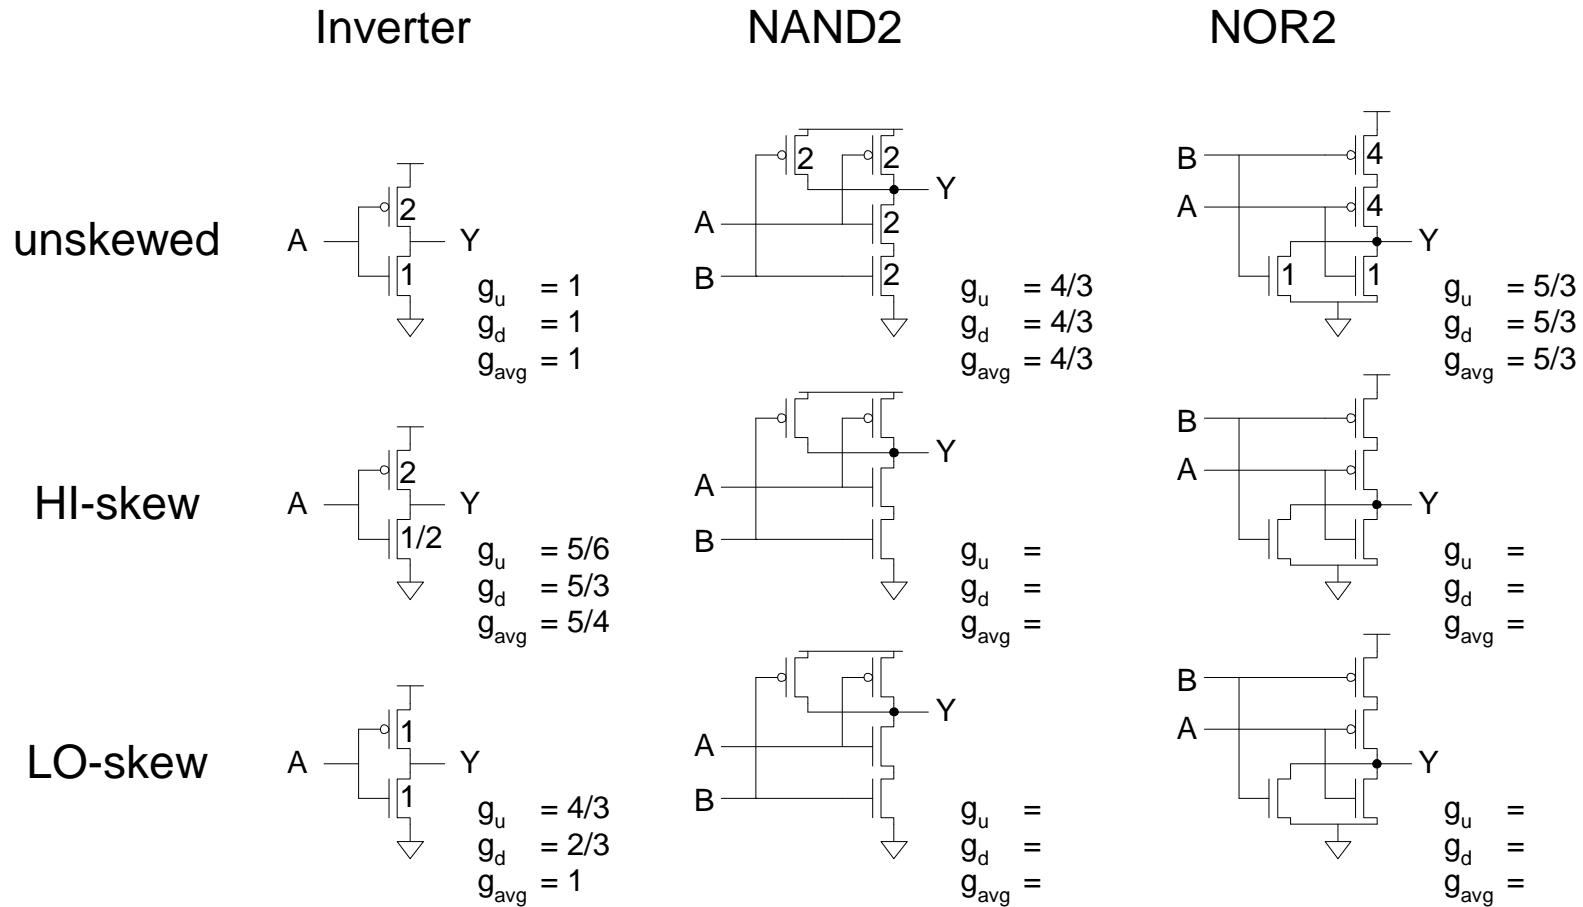 Inverter NAND2 NOR2
unskewed
A
2
1
Y
g_u = 1
g_d = 1
g_avg = 1
2 2
A
B
2
2
Y
g_u = 4/3
g_d = 4/3
g_avg = 4/3
B
A
4
4
1 1
Y
g_u = 5/3
g_d = 5/3
g_avg = 5/3
HI-skew
A
2
1/2
Y
g_u = 5/6
g_d = 5/3
g_avg = 5/4
A
B
Y
g_u =
g_d =
g_avg =
B
A
Y
g_u =
g_d =
g_avg =
LO-skew
A
1
1
Y
g_u = 4/3
g_d = 2/3
g_avg = 1
A
B
Y
g_u =
g_d =
g_avg =
B
A
Y
g_u =
g_d =
g_avg =